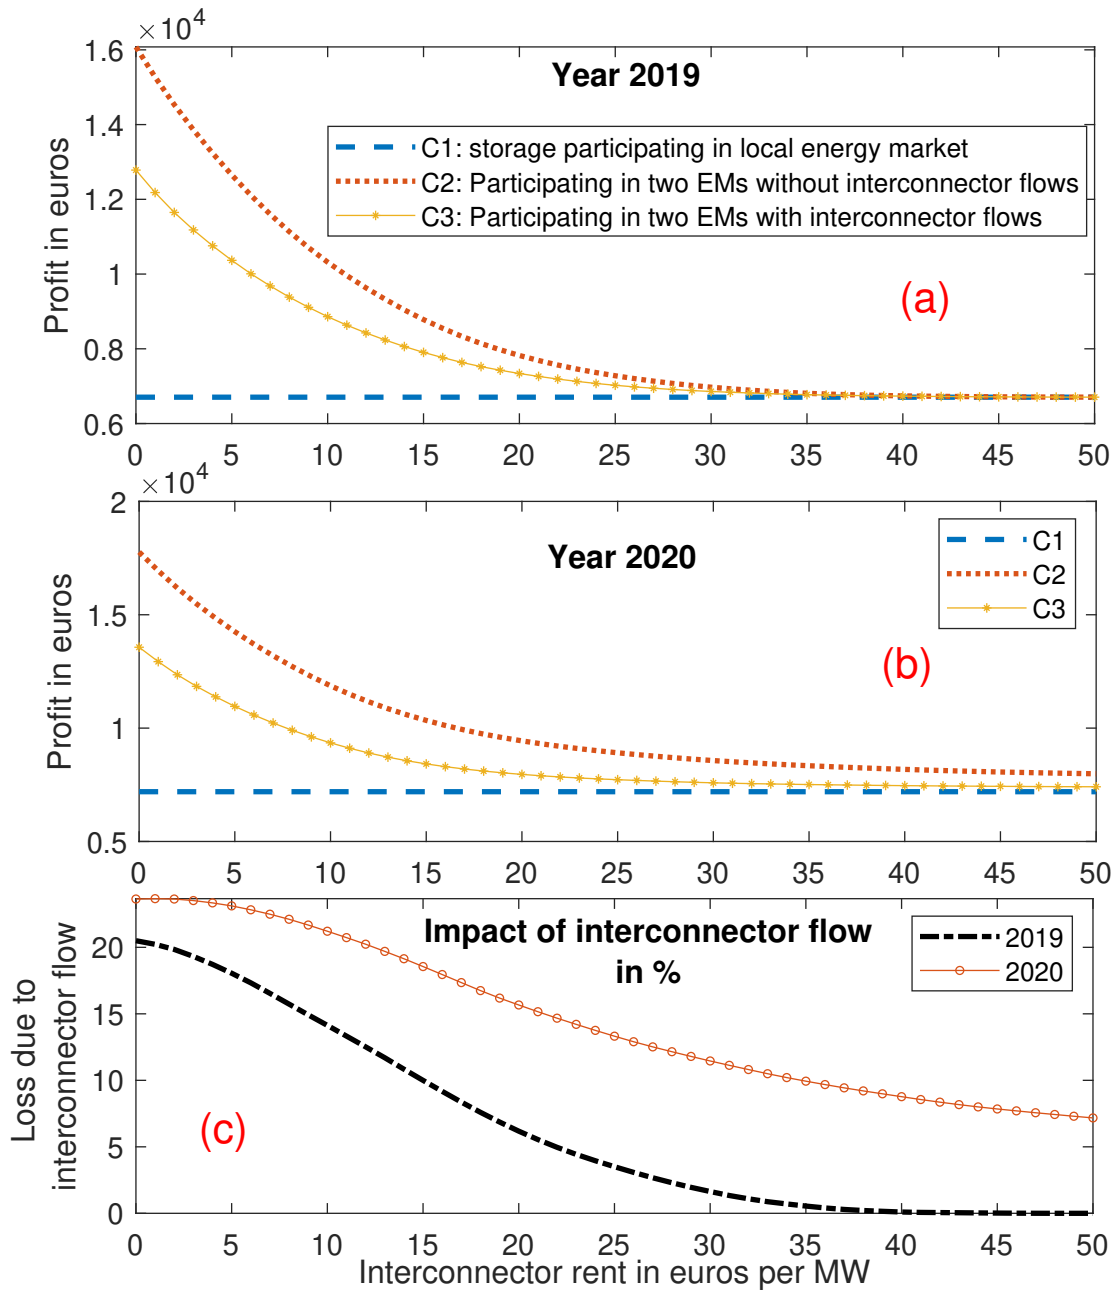 ×10⁴
1.6
1.4
1.2
1
0.8
0.6
Profit in euros
Year 2019
C1: storage participating in local energy market
C2: Participating in two EMs without interconnector flows
C3: Participating in two EMs with interconnector flows
(a)
0 5 10 15 20 25 30 35 40 45 50
×10⁴
2
1.5
1
0.5
Profit in euros
Year 2020
C1
C2
C3
(b)
0 5 10 15 20 25 30 35 40 45 50
20
15
10
5
0
Loss due to
interconnector flow
Impact of interconnector flow
in %
2019
2020
(c)
0 5 10 15 20 25 30 35 40 45 50
Interconnector rent in euros per MW